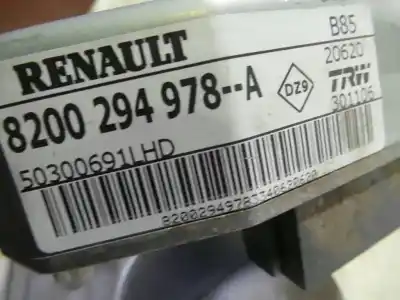 RENAULT
B85
20620
8200 294 978--A
DZ9
TRW
301106
50300691LHD